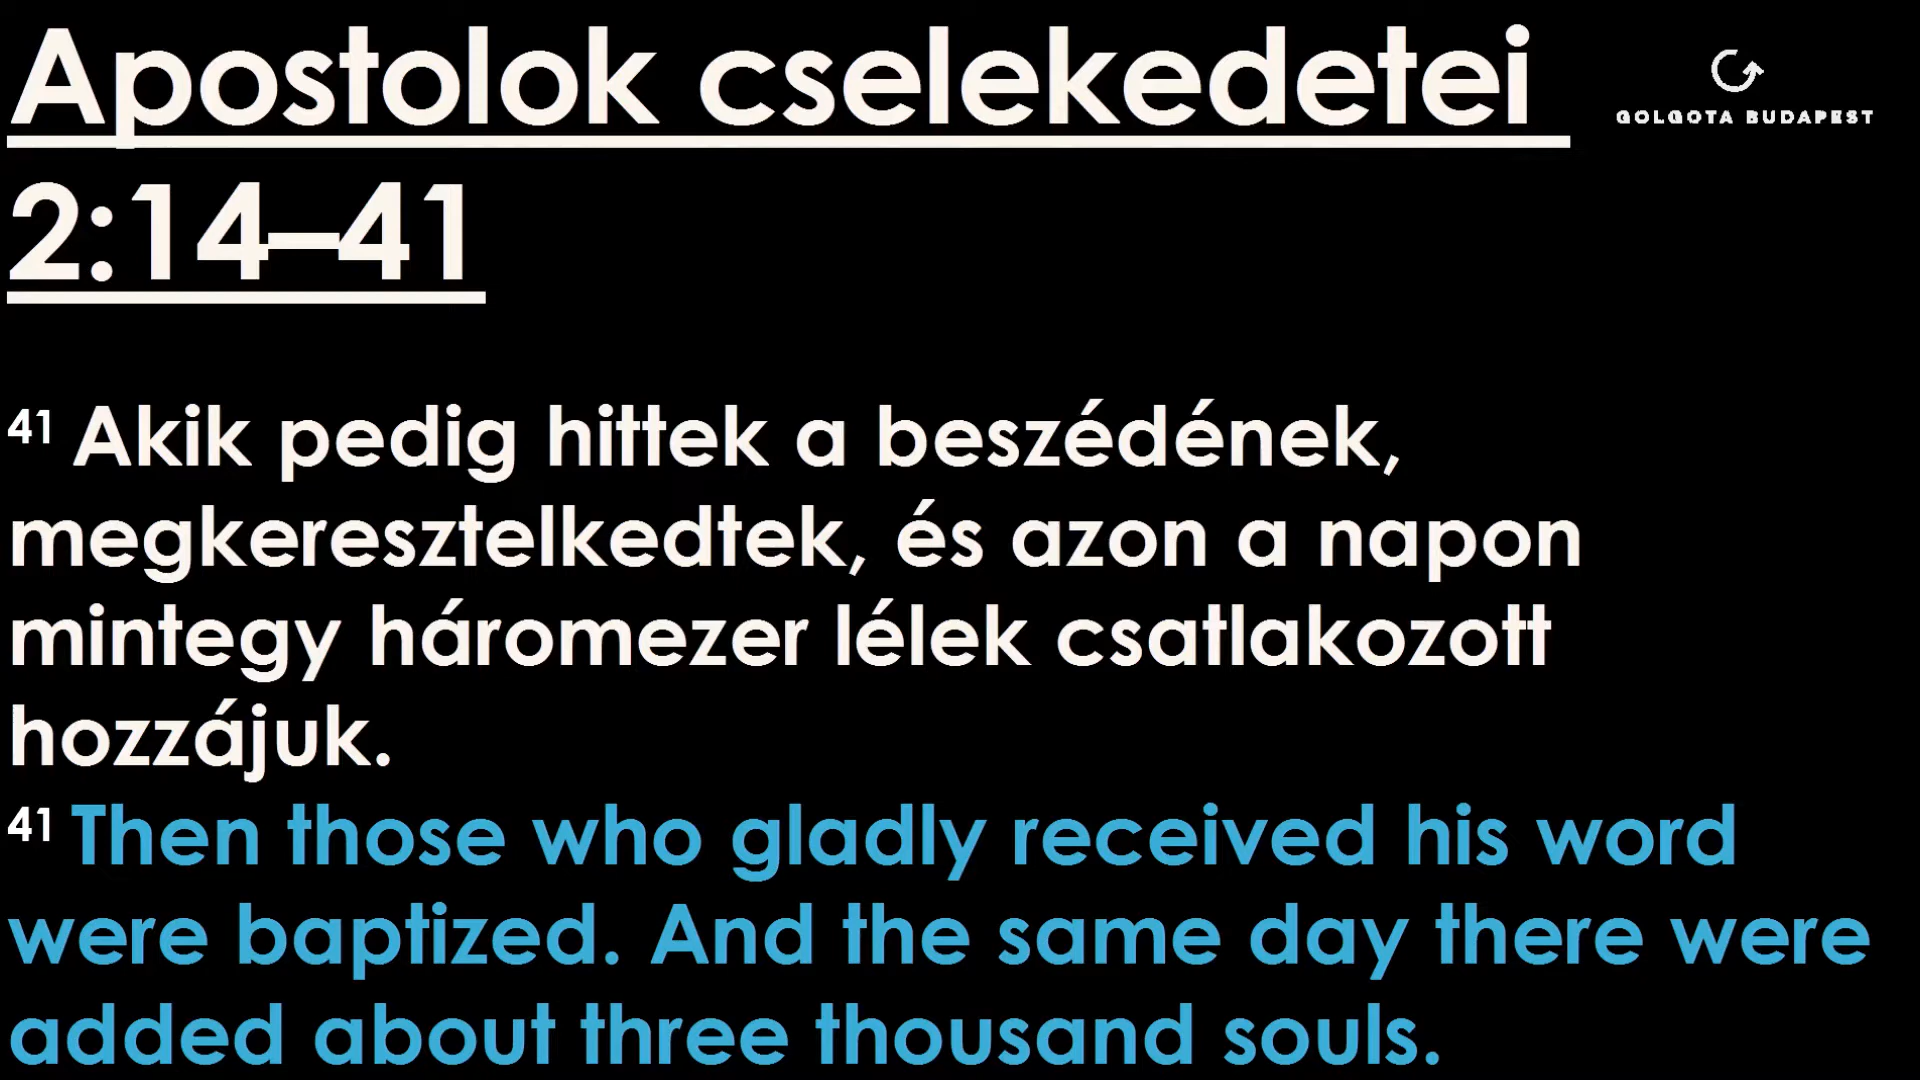 Apostolok cselekedetei
GOLGOTA BUDAPEST
2:14–41
41 Akik pedig hittek a beszédének,
megkeresztelkedtek, és azon a napon
mintegy háromezer lélek csatlakozott
hozzájuk.
41 Then those who gladly received his word
were baptized. And the same day there were
added about three thousand souls.